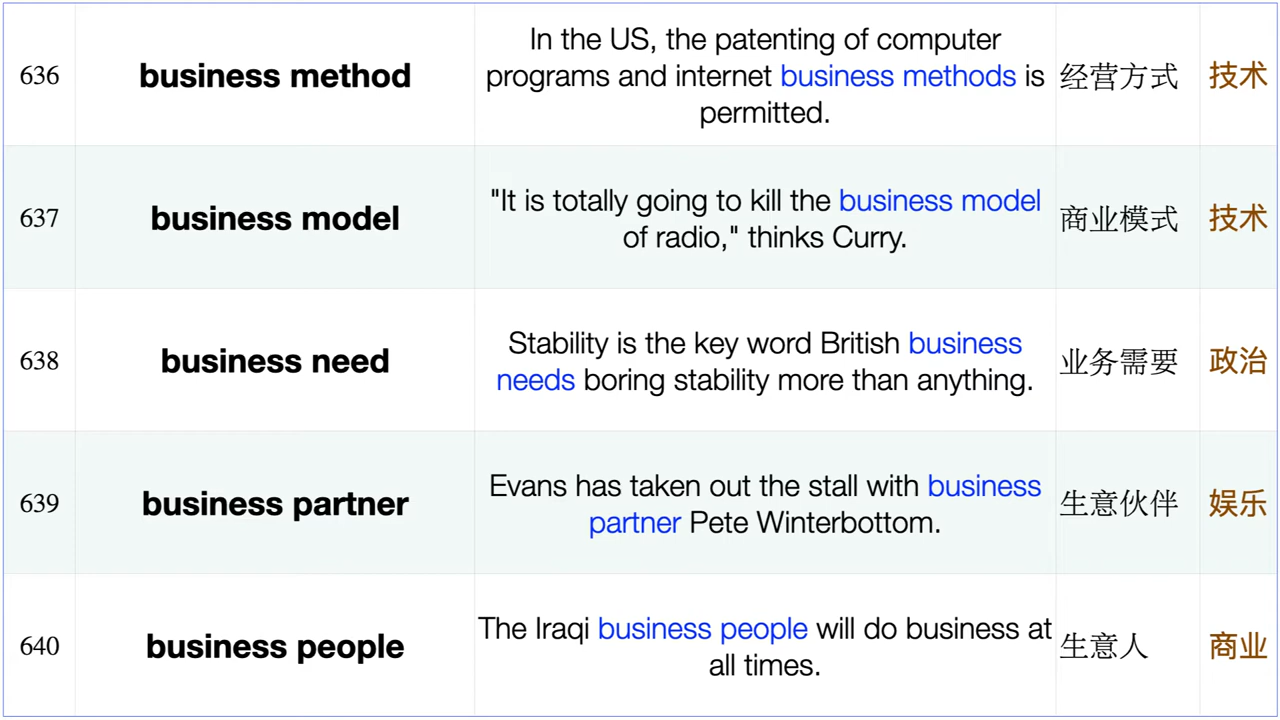 636 business method In the US, the patenting of computer programs and internet business methods is permitted. 经营方式 技术
637 business model "It is totally going to kill the business model of radio," thinks Curry. 商业模式 技术
638 business need Stability is the key word British business needs boring stability more than anything. 业务需要 政治
639 business partner Evans has taken out the stall with business partner Pete Winterbottom. 生意伙伴 娱乐
640 business people The Iraqi business people will do business at all times. 生意人 商业